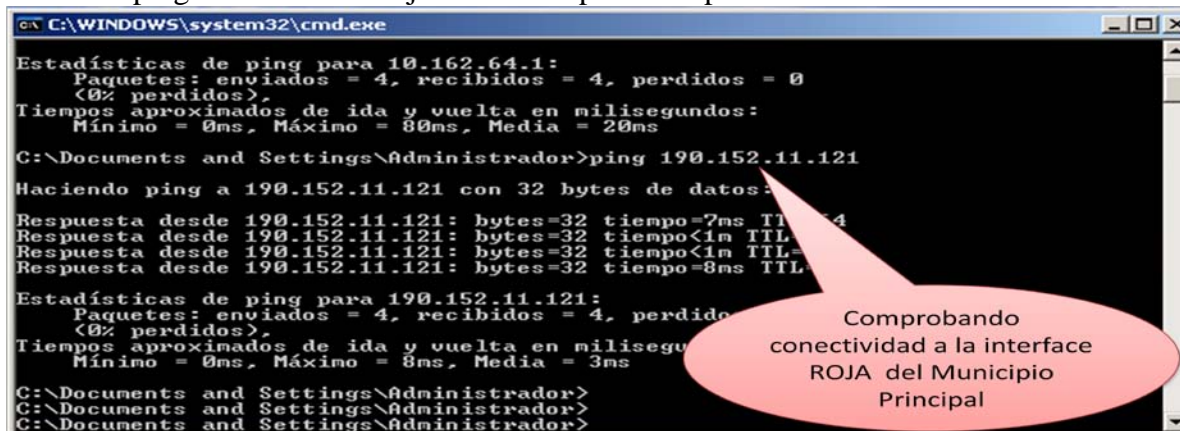 C:\WINDOWS\system32\cmd.exe
Estadísticas de ping para 10.162.64.1:
Paquetes: enviados = 4, recibidos = 4, perdidos = 0
(0% perdidos),
Tiempos aproximados de ida y vuelta en milisegundos:
Mínimo = 0ms, Máximo = 80ms, Media = 20ms
C:\Documents and Settings\Administrador>ping 190.152.11.121
Haciendo ping a 190.152.11.121 con 32 bytes de datos:
Respuesta desde 190.152.11.121: bytes=32 tiempo=7ms
Respuesta desde 190.152.11.121: bytes=32 tiempo<1m TTL=
Respuesta desde 190.152.11.121: bytes=32 tiempo<1m TTL=
Respuesta desde 190.152.11.121: bytes=32 tiempo=8ms TTL
Estadísticas de ping para 190.152.11.121:
Paquetes: enviados = 4, recibidos = 4,
(0% perdidos),
Tiempos aproximados de ida y vuelta en
Mínimo = 0ms, Máximo = 8ms, Media = 3ms
C:\Documents and Settings\Administrador>
C:\Documents and Settings\Administrador>
C:\Documents and Settings\Administrador>
Comprobando
conectividad a la interface
ROJA del Municipio
Principal